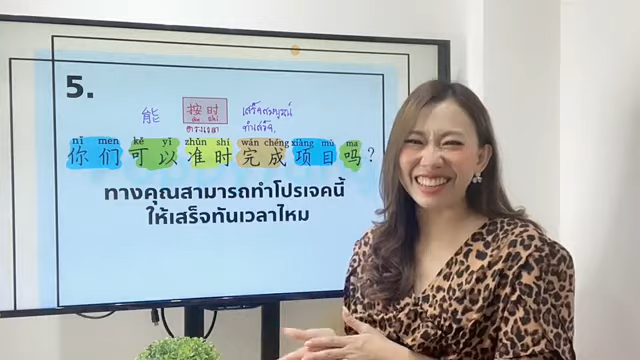 5.
能 按时 เสร็จสมบูรณ์
àn shí
ตรงเวลา ทำเสร็จ,
nǐ men kě yǐ zhǔn shí wán chéng xiàng mù ma
你们可以准时完成项目吗?
ทางคุณสามารถทำโปรเจคนี้
ให้เสร็จทันเวลาไหม